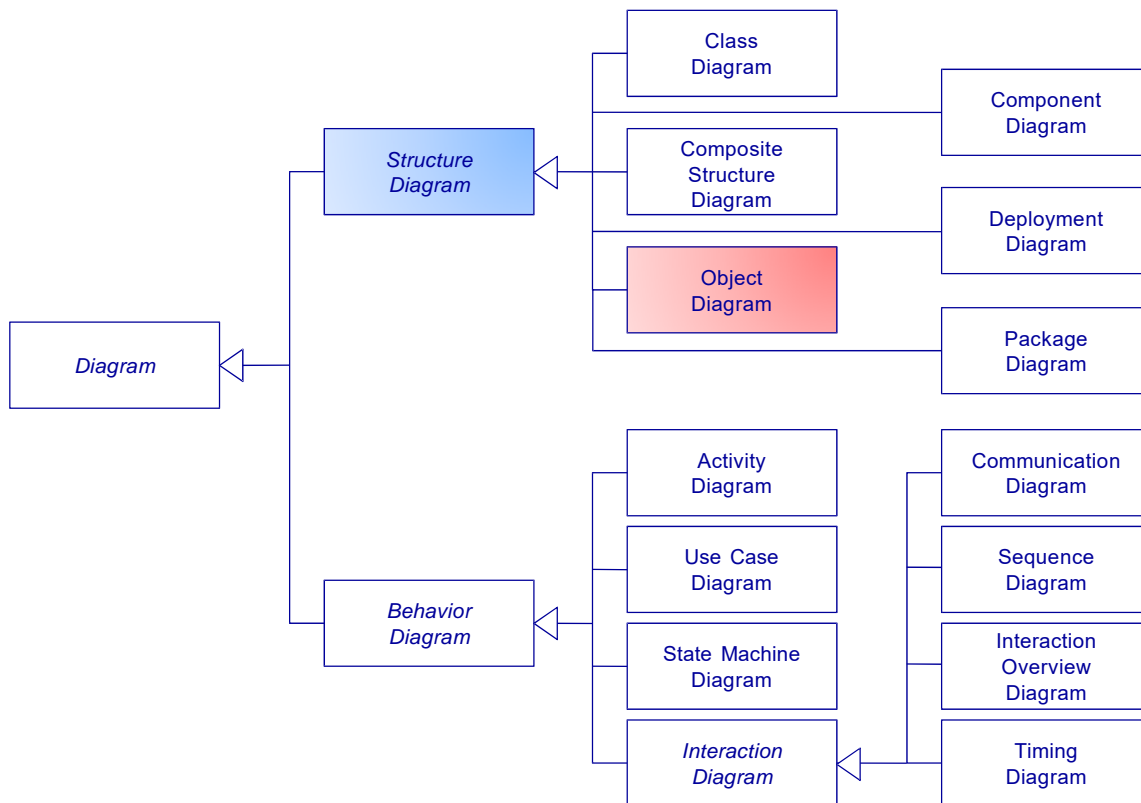 Class
Diagram
Component
Diagram
Structure
Diagram
Composite
Structure
Diagram
Deployment
Diagram
Object
Diagram
Package
Diagram
Diagram
Activity
Diagram
Communication
Diagram
Use Case
Diagram
Sequence
Diagram
Behavior
Diagram
State Machine
Diagram
Interaction
Overview
Diagram
Interaction
Diagram
Timing
Diagram